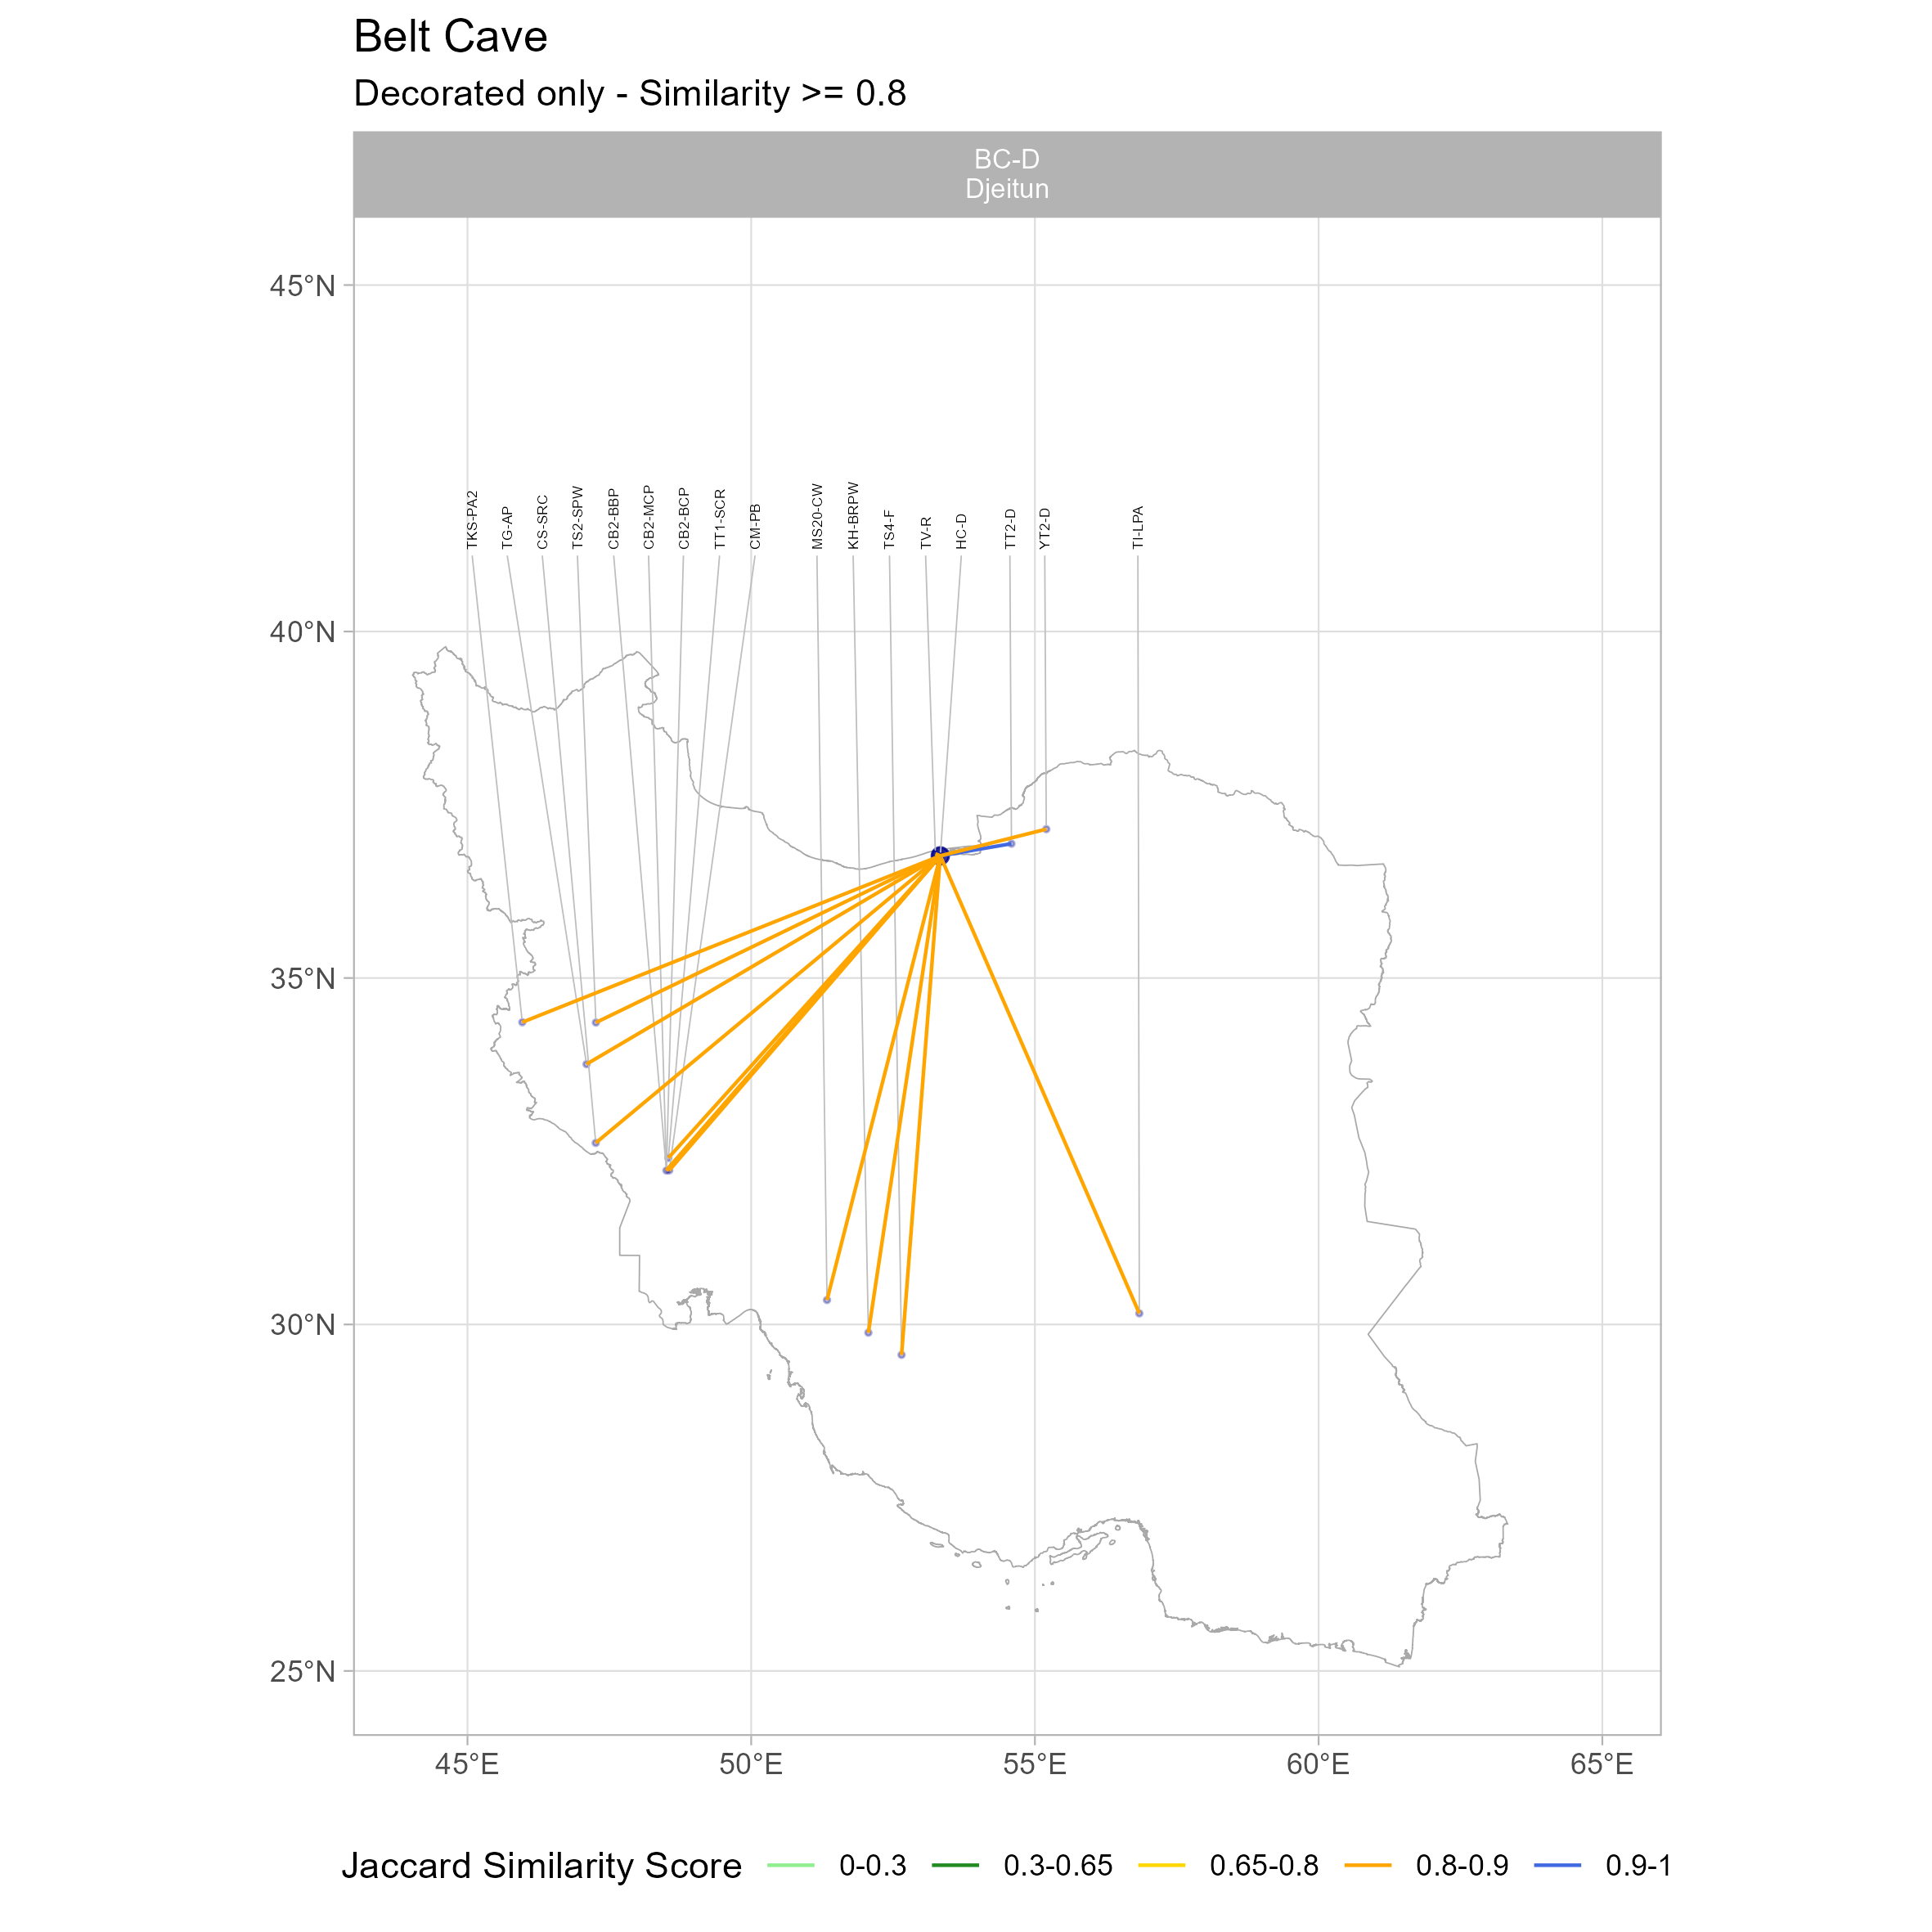 Belt Cave
Decorated only - Similarity >= 0.8
BC-D
Djeitun
45°N
40°N
35°N
30°N
25°N
TKS-PA2
TG-AP
CS-SRC
TS2-SPW
CB2-BBP
CB2-MCP
CB2-BCP
TT1-SCR
CM-PB
MS20-CW
KH-BRPW
TS4-F
TV-R
HC-D
TT2-D
YT2-D
TI-LPA
45°E 50°E 55°E 60°E 65°E
Jaccard Similarity Score 0-0.3 0.3-0.65 0.65-0.8 0.8-0.9 0.9-1